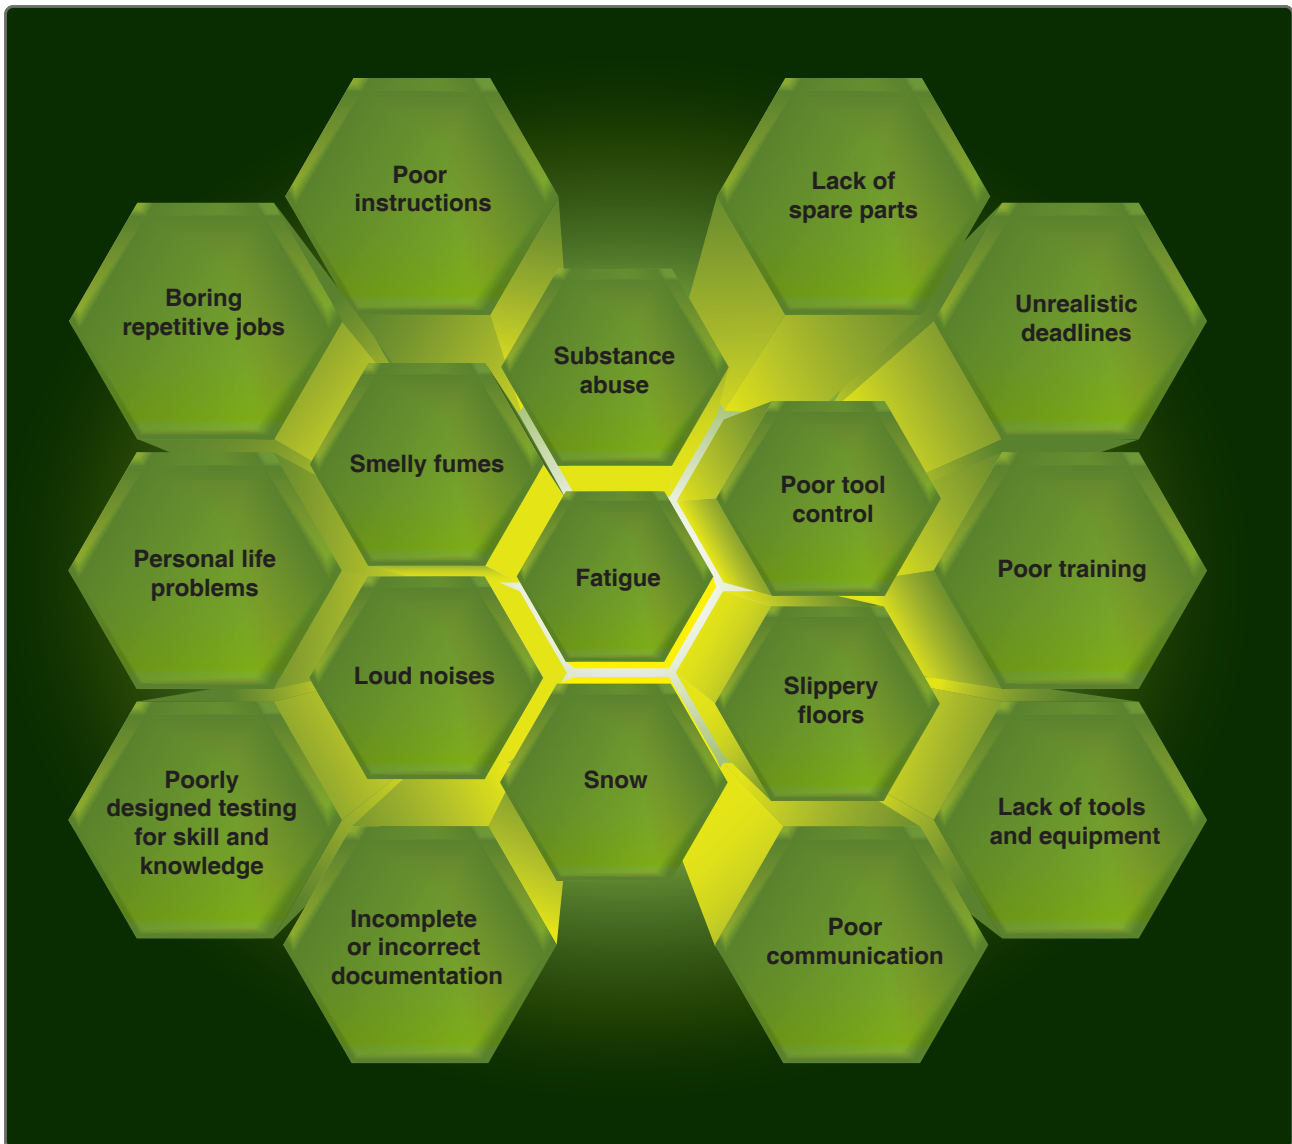 Poor
instructions
Lack of
spare parts
Boring
repetitive jobs
Unrealistic
deadlines
Substance
abuse
Smelly fumes
Poor tool
control
Personal life
problems
Fatigue
Poor training
Loud noises
Slippery
floors
Snow
Poorly
designed testing
for skill and
knowledge
Lack of tools
and equipment
Incomplete
or incorrect
documentation
Poor
communication